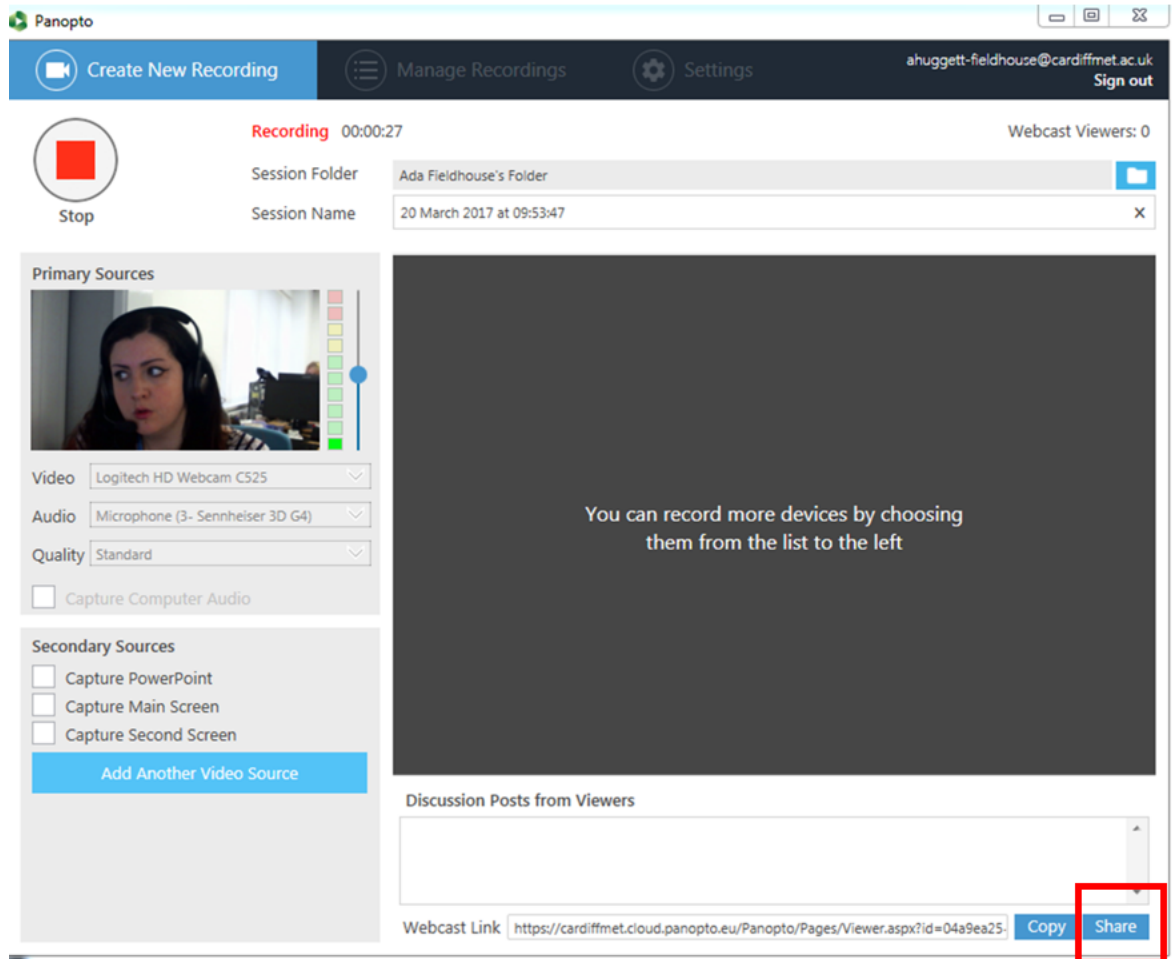 Panopto
Create New Recording
Manage Recordings
Settings
ahuggett-fieldhouse@cardiffmet.ac.uk
Sign out
Recording 00:00:27
Webcast Viewers: 0
Session Folder Ada Fieldhouse's Folder
Stop
Session Name 20 March 2017 at 09:53:47
Primary Sources
Video Logitech HD Webcam C525
Audio Microphone (3- Sennheiser 3D G4)
Quality Standard
Capture Computer Audio
You can record more devices by choosing
them from the list to the left
Secondary Sources
Capture PowerPoint
Capture Main Screen
Capture Second Screen
Add Another Video Source
Discussion Posts from Viewers
Webcast Link https://cardiffmet.cloud.panopto.eu/Panopto/Pages/Viewer.aspx?id=04a9ea25- Copy Share